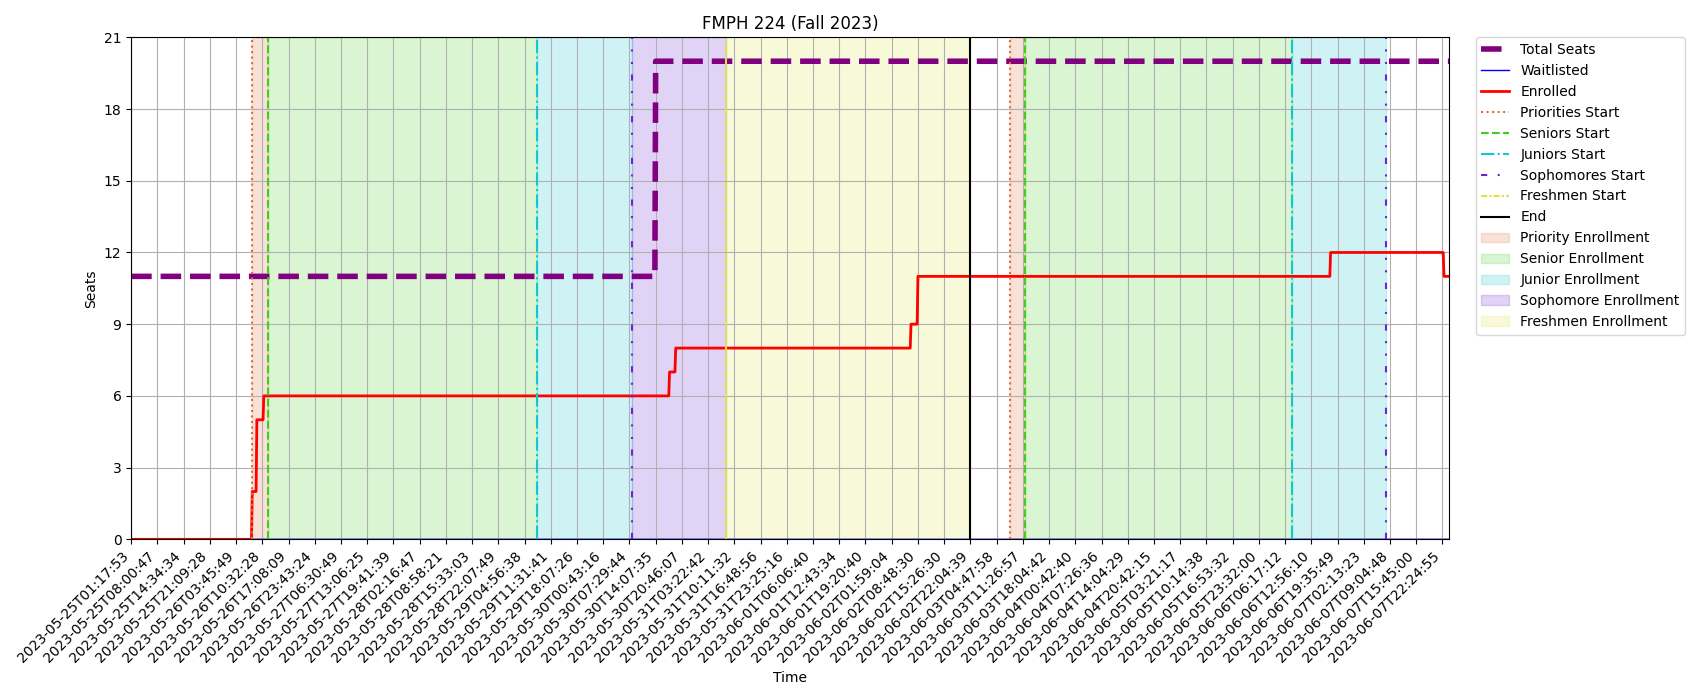 FMPH 224 (Fall 2023)
21
18
15
12
9
6
3
0
Seats
2023-05-25T01:17:53
2023-05-25T08:00:47
2023-05-25T14:34:34
2023-05-25T21:09:28
2023-05-26T03:45:49
2023-05-26T10:32:28
2023-05-26T17:08:09
2023-05-26T23:43:24
2023-05-27T06:30:49
2023-05-27T13:06:25
2023-05-27T19:41:39
2023-05-28T02:16:47
2023-05-28T08:58:21
2023-05-28T15:33:03
2023-05-28T22:07:49
2023-05-29T04:56:38
2023-05-29T11:31:41
2023-05-29T18:07:26
2023-05-30T00:43:16
2023-05-30T07:29:44
2023-05-30T14:07:35
2023-05-30T20:46:07
2023-05-31T03:22:42
2023-05-31T10:11:32
2023-05-31T16:48:56
2023-05-31T23:25:16
2023-06-01T06:06:40
2023-06-01T12:43:34
2023-06-01T19:20:40
2023-06-02T01:59:04
2023-06-02T08:48:30
2023-06-02T15:26:30
2023-06-02T22:04:39
2023-06-03T04:47:58
2023-06-03T11:26:57
2023-06-03T18:04:42
2023-06-04T00:42:40
2023-06-04T07:26:36
2023-06-04T14:04:29
2023-06-04T20:42:15
2023-06-05T03:21:17
2023-06-05T10:14:38
2023-06-05T16:53:32
2023-06-05T23:32:00
2023-06-06T06:17:12
2023-06-06T12:56:10
2023-06-06T19:35:49
2023-06-07T02:13:23
2023-06-07T09:04:48
2023-06-07T15:45:00
2023-06-07T22:24:55
Time
Total Seats
Waitlisted
Enrolled
Priorities Start
Seniors Start
Juniors Start
Sophomores Start
Freshmen Start
End
Priority Enrollment
Senior Enrollment
Junior Enrollment
Sophomore Enrollment
Freshmen Enrollment